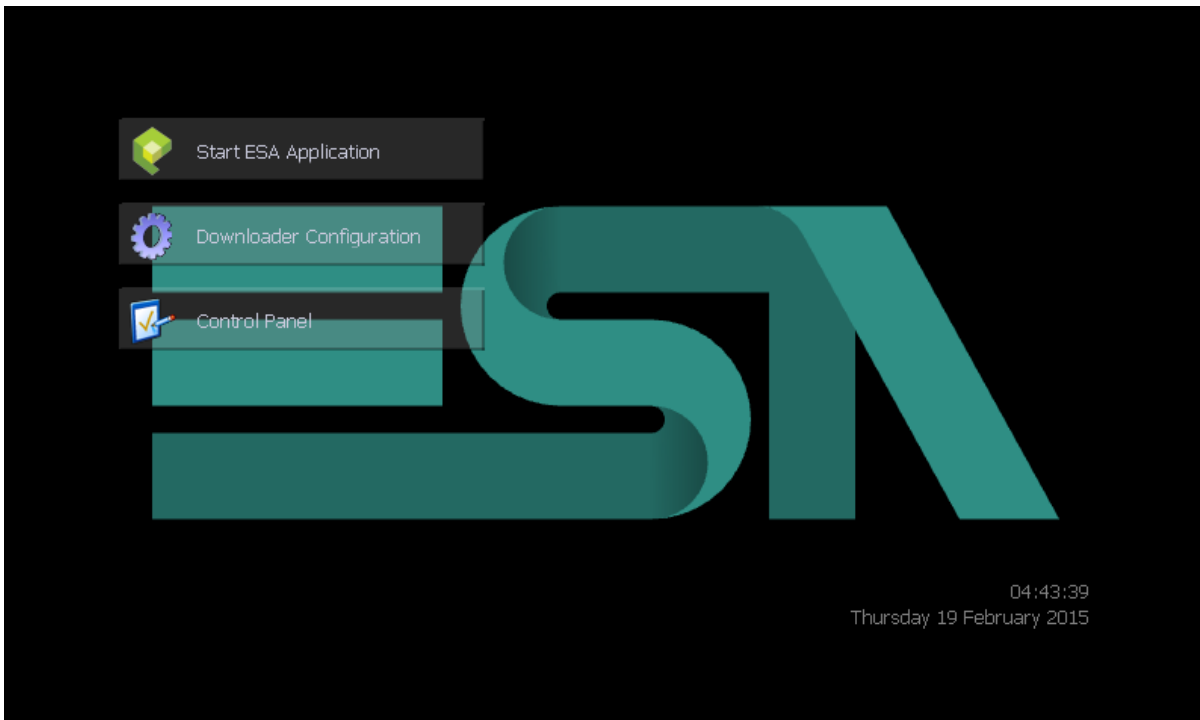 Start ESA Application
Downloader Configuration
Control Panel
ESA
04:43:39
Thursday 19 February 2015